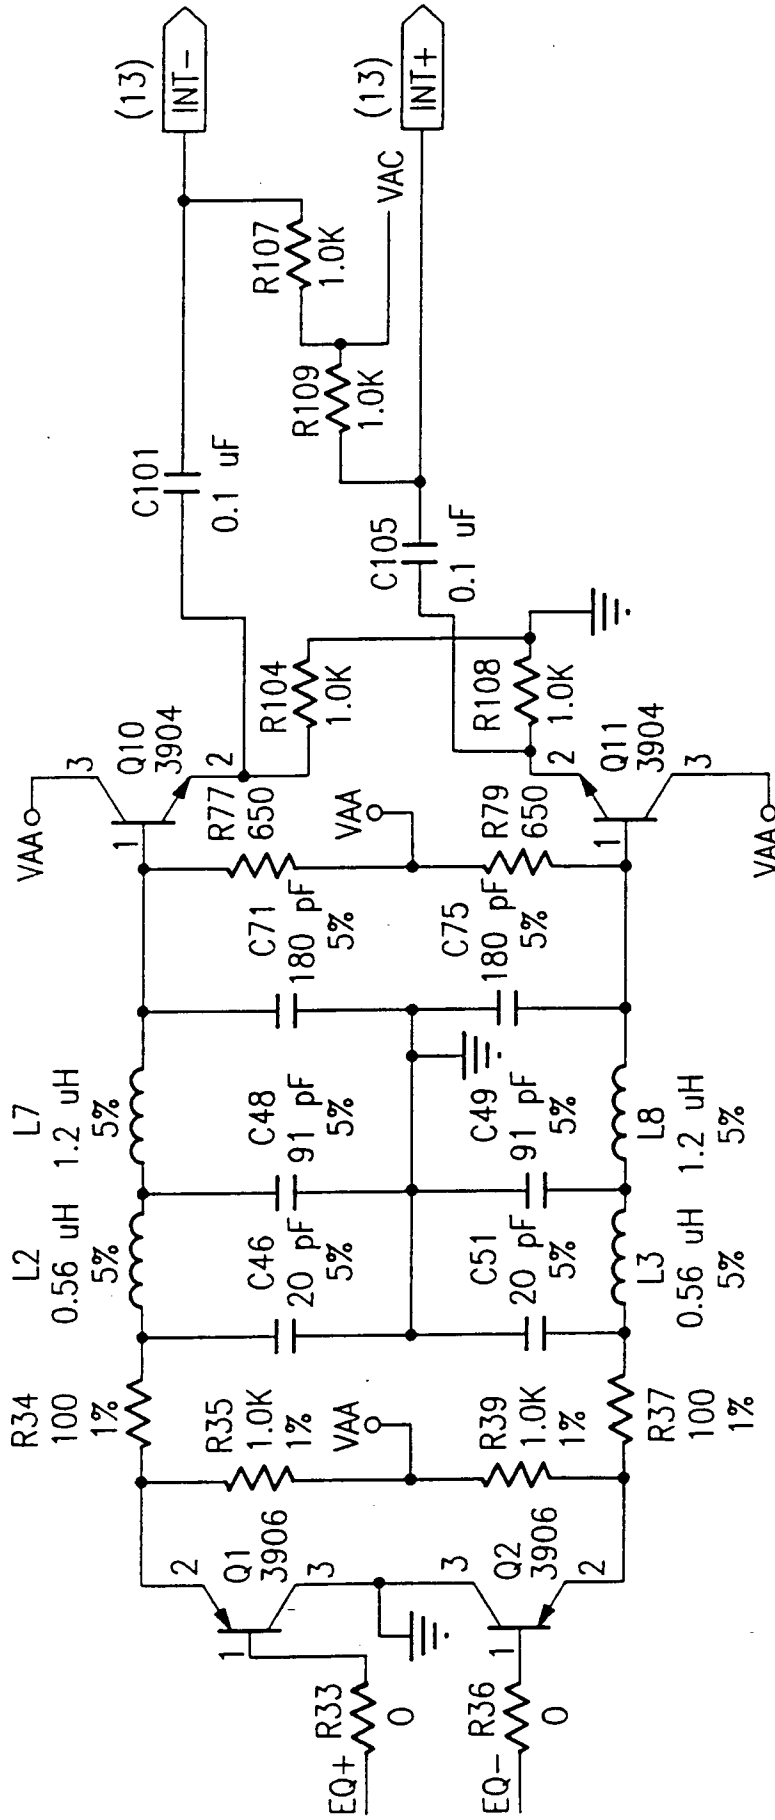 EQ+
R33
0
EQ-
R36
0
1
2
Q1
3906
3
1
3
Q2
3906
2
R34
100
1%
R35
1.0K
1%
VAA
R39
1.0K
1%
R37
100
1%
L2
0.56 uH
5%
C46
20 pF
5%
C51
20 pF
5%
L3
0.56 uH
5%
L7
1.2 uH
5%
C48
91 pF
5%
C49
91 pF
5%
L8
1.2 uH
5%
C71
180 pF
5%
C75
180 pF
5%
R77
650
VAA
R79
650
VAA
3
Q10
3904
1
2
R104
1.0K
R108
1.0K
2
Q11
3904
1
3
VAA
C101
0.1 uF
C105
0.1 uF
R107
1.0K
R109
1.0K
VAC
(13)
INT-
(13)
INT+